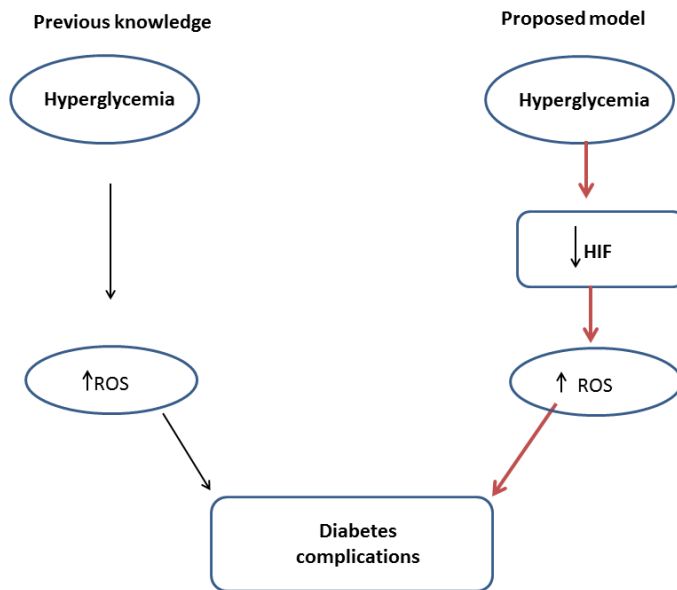 Previous knowledge
Proposed model
Hyperglycemia
Hyperglycemia
↓ HIF
↑ROS
↑ ROS
Diabetes
complications